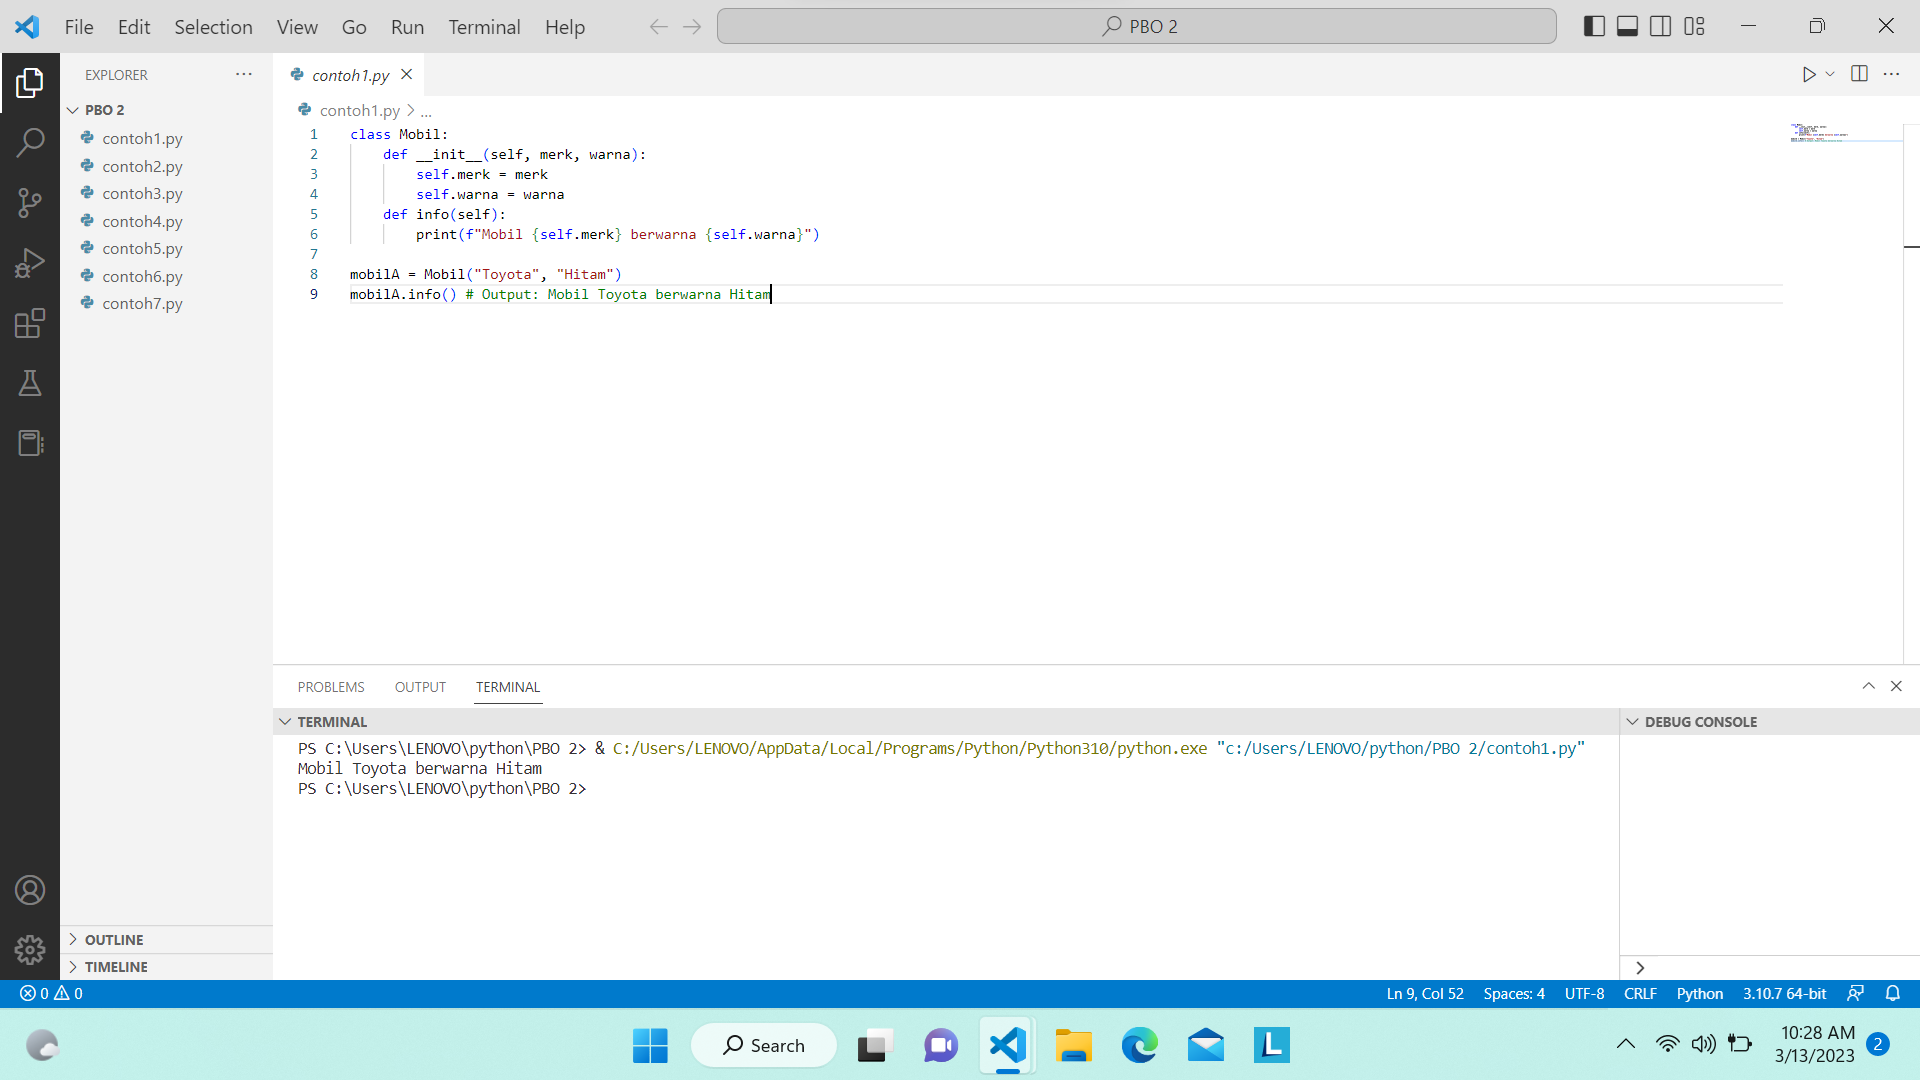 File Edit Selection View Go Run Terminal Help
PBO 2
EXPLORER
PBO 2
contoh1.py
contoh2.py
contoh3.py
contoh4.py
contoh5.py
contoh6.py
contoh7.py
OUTLINE
TIMELINE
contoh1.py
contoh1.py > ...
1 class Mobil:
2     def __init__(self, merk, warna):
3         self.merk = merk
4         self.warna = warna
5     def info(self):
6         print(f"Mobil {self.merk} berwarna {self.warna}")
7
8 mobilA = Mobil("Toyota", "Hitam")
9 mobilA.info() # Output: Mobil Toyota berwarna Hitam
PROBLEMS OUTPUT TERMINAL
TERMINAL
PS C:\Users\LENOVO\python\PBO 2> & C:/Users/LENOVO/AppData/Local/Programs/Python/Python310/python.exe "c:/Users/LENOVO/python/PBO 2/contoh1.py"
Mobil Toyota berwarna Hitam
PS C:\Users\LENOVO\python\PBO 2>
DEBUG CONSOLE
0 0
Ln 9, Col 52 Spaces: 4 UTF-8 CRLF Python 3.10.7 64-bit
Search
L
10:28 AM
3/13/2023
2